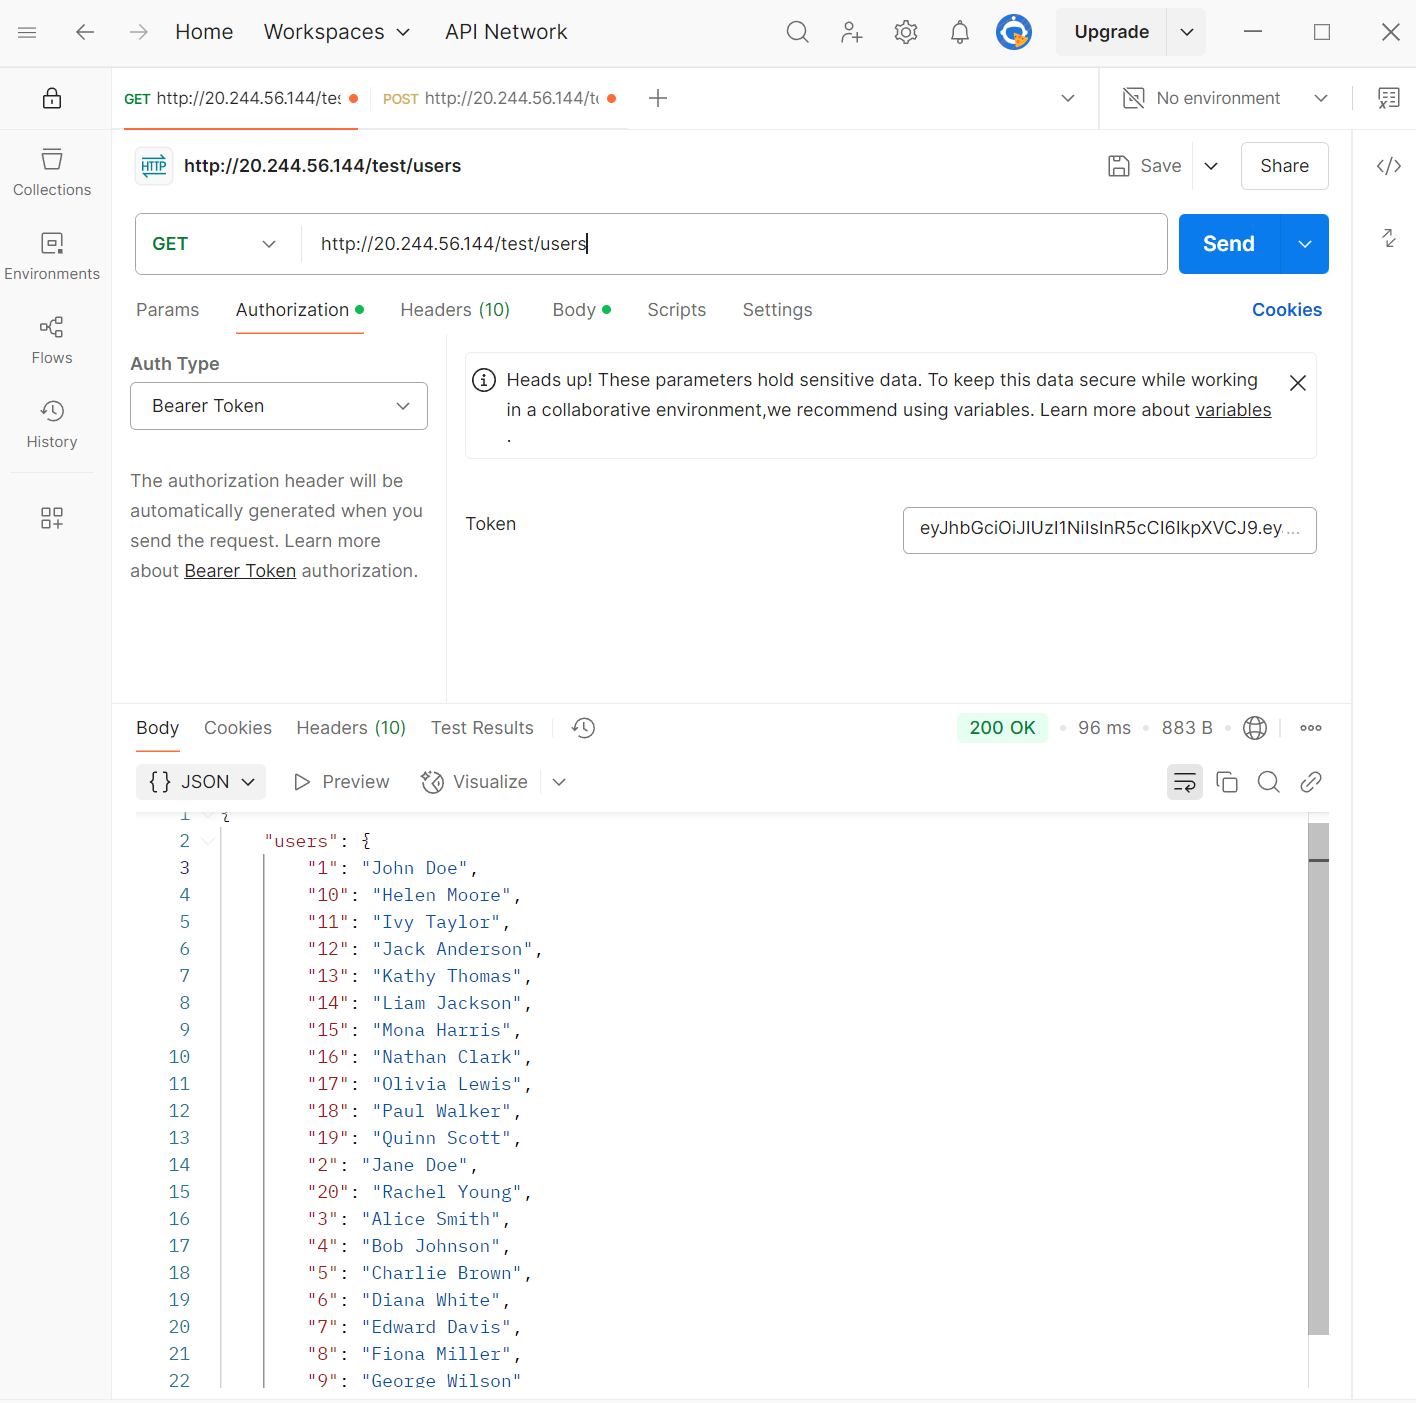 Home Workspaces API Network Upgrade
GET http://20.244.56.144/tes POST http://20.244.56.144/t No environment
HTTP http://20.244.56.144/test/users Save Share
GET http://20.244.56.144/test/users Send
Params Authorization Headers (10) Body Scripts Settings Cookies
Collections
Environments
Flows
History
Auth Type
Bearer Token
The authorization header will be
automatically generated when you
send the request. Learn more
about Bearer Token authorization.
Heads up! These parameters hold sensitive data. To keep this data secure while working
in a collaborative environment,we recommend using variables. Learn more about variables
.
Token eyJhbGciOiJIUzI1NiIsInR5cCI6IkpXVCJ9.ey...
Body Cookies Headers (10) Test Results 200 OK • 96 ms • 883 B •
{} JSON Preview Visualize
1 {
2 "users": {
3 "1": "John Doe",
4 "10": "Helen Moore",
5 "11": "Ivy Taylor",
6 "12": "Jack Anderson",
7 "13": "Kathy Thomas",
8 "14": "Liam Jackson",
9 "15": "Mona Harris",
10 "16": "Nathan Clark",
11 "17": "Olivia Lewis",
12 "18": "Paul Walker",
13 "19": "Quinn Scott",
14 "2": "Jane Doe",
15 "20": "Rachel Young",
16 "3": "Alice Smith",
17 "4": "Bob Johnson",
18 "5": "Charlie Brown",
19 "6": "Diana White",
20 "7": "Edward Davis",
21 "8": "Fiona Miller",
22 "9": "George Wilson"